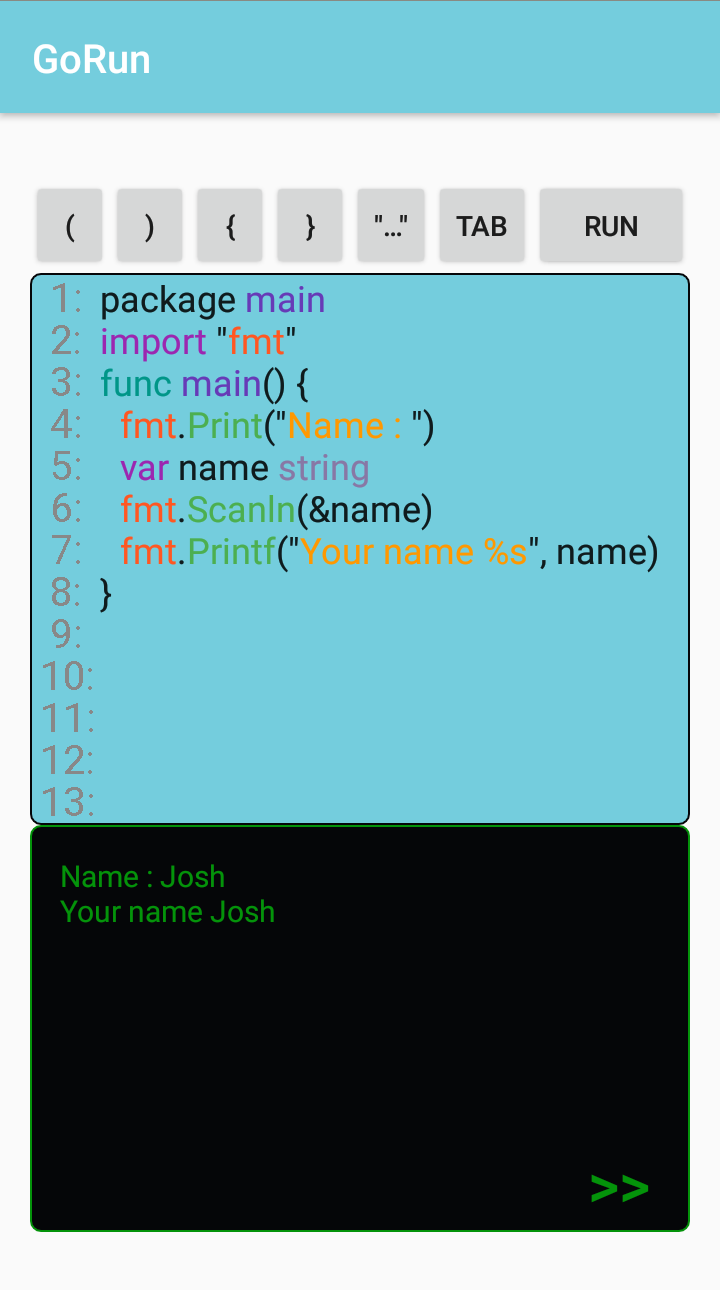 GoRun
( ) { } "..." TAB RUN
1: package main
2: import "fmt"
3: func main() {
4: fmt.Print("Name : ")
5: var name string
6: fmt.Scanln(&name)
7: fmt.Printf("Your name %s", name)
8: }
9:
10:
11:
12:
13:
Name : Josh
Your name Josh
>>